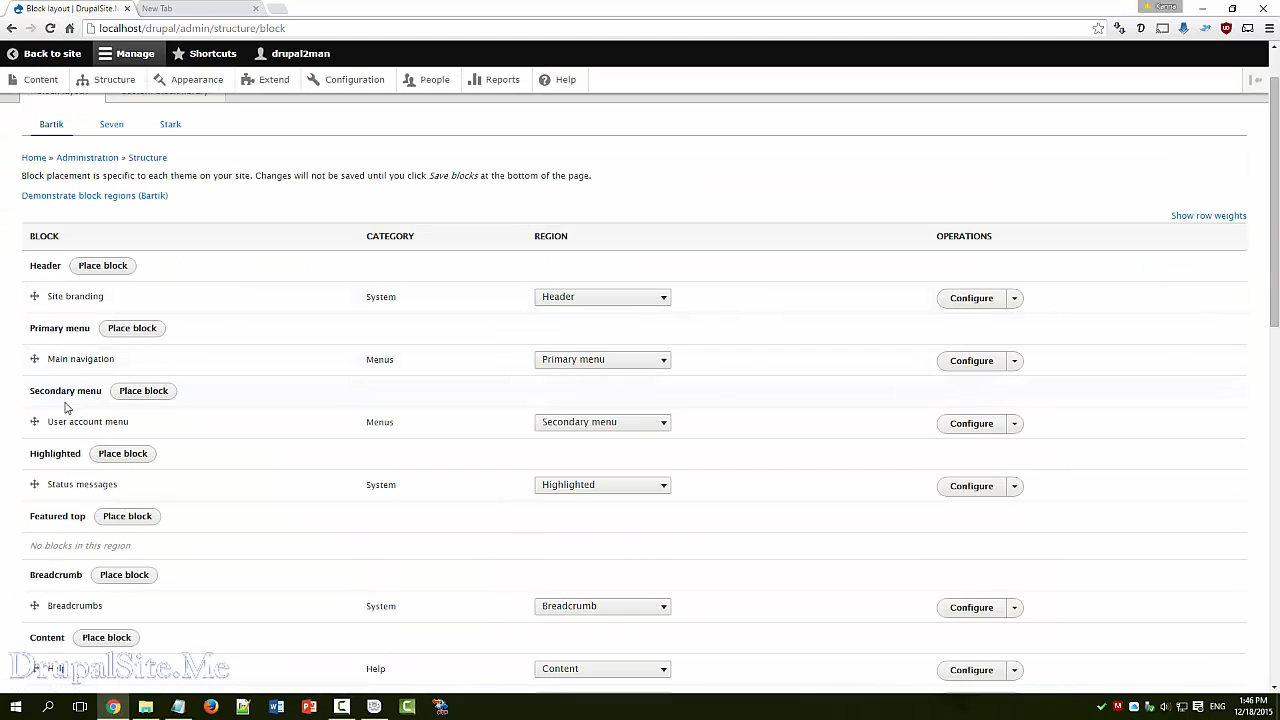 Block layout | DrupalSite.M
New Tab
Karma
localhost/drupal/admin/structure/block
Back to site
Manage
Shortcuts
drupal2man
Content
Structure
Appearance
Extend
Configuration
People
Reports
Help
Bartik
Seven
Stark
Home » Administration » Structure
Block placement is specific to each theme on your site. Changes will not be saved until you click Save blocks at the bottom of the page.
Demonstrate block regions (Bartik)
Show row weights
BLOCK CATEGORY REGION OPERATIONS
Header Place block
Site branding System Header Configure
Primary menu Place block
Main navigation Menus Primary menu Configure
Secondary menu Place block
User account menu Menus Secondary menu Configure
Highlighted Place block
Status messages System Highlighted Configure
Featured top Place block
No blocks in this region
Breadcrumb Place block
Breadcrumbs System Breadcrumb Configure
Content Place block
Help Content Configure
DrupalSite.Me
ENG
1:46 PM
12/18/2015